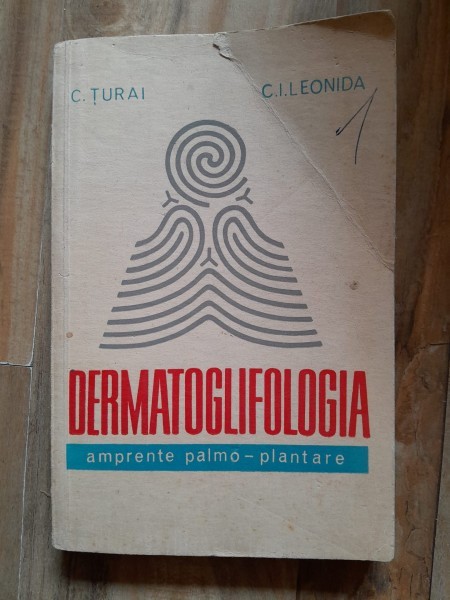 C. ȚURAI C.I.LEONIDA
1
DERMATOGLIFOLOGIA
amprente palmo-plantare